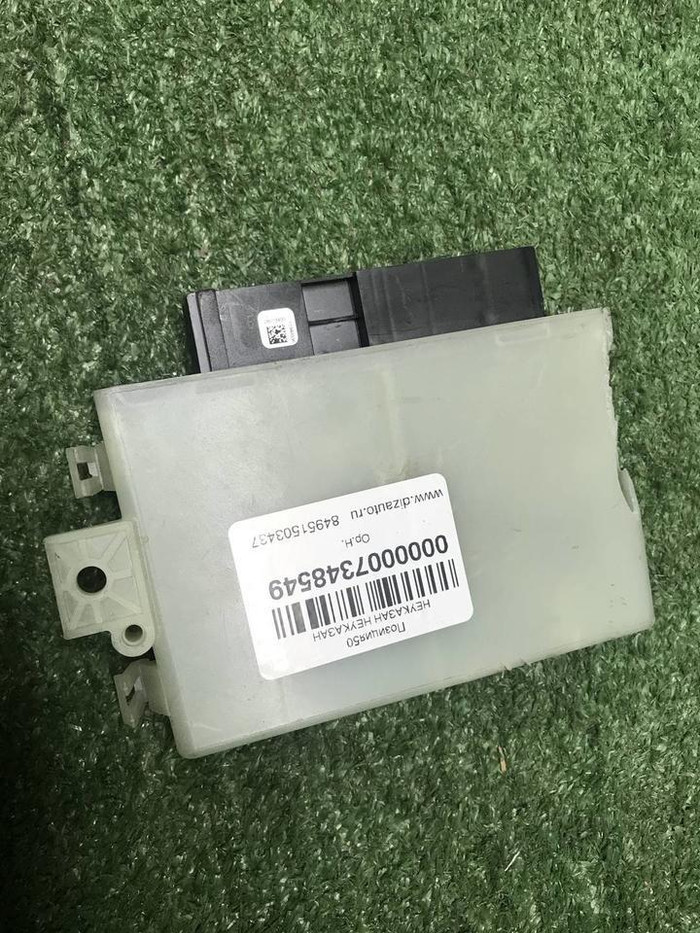 Позиция50
НЕУКАЗАН НЕУКАЗАН
0000007348549
Ор.Н.
www.dizauto.ru 84951503437